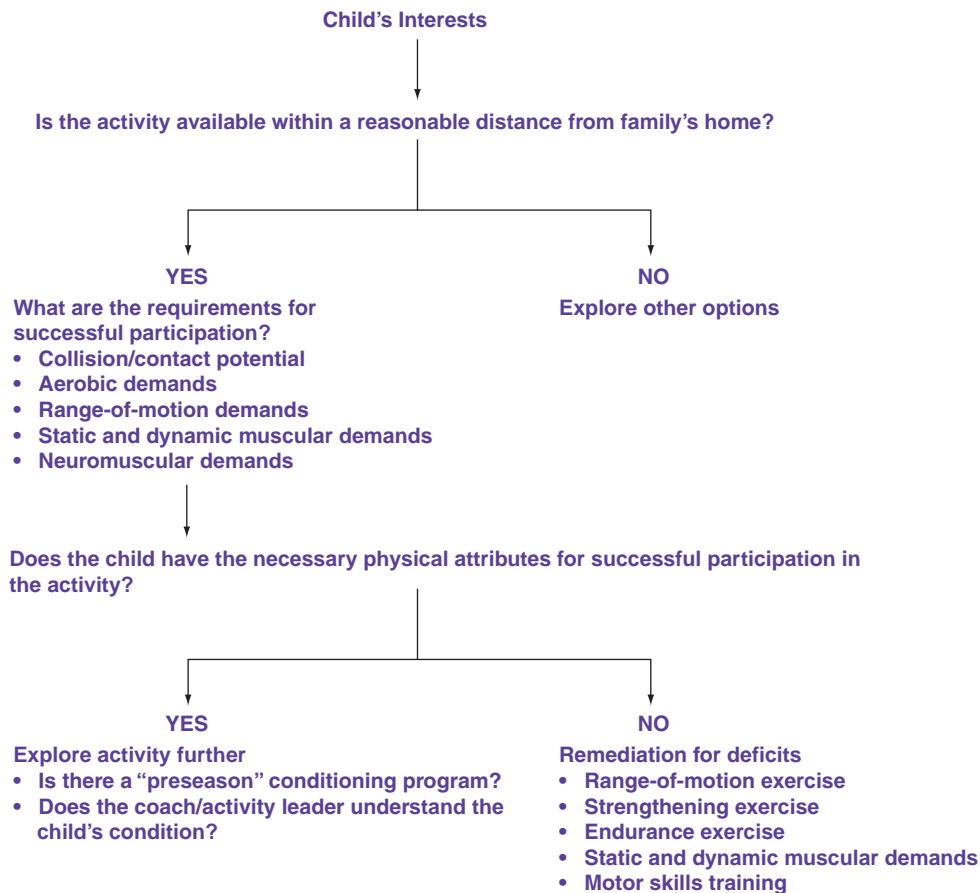 Child’s Interests
Is the activity available within a reasonable distance from family’s home?
YES
What are the requirements for
successful participation?
• Collision/contact potential
• Aerobic demands
• Range-of-motion demands
• Static and dynamic muscular demands
• Neuromuscular demands
NO
Explore other options
Does the child have the necessary physical attributes for successful participation in
the activity?
YES
Explore activity further
• Is there a “preseason” conditioning program?
• Does the coach/activity leader understand the
child’s condition?
NO
Remediation for deficits
• Range-of-motion exercise
• Strengthening exercise
• Endurance exercise
• Static and dynamic muscular demands
• Motor skills training